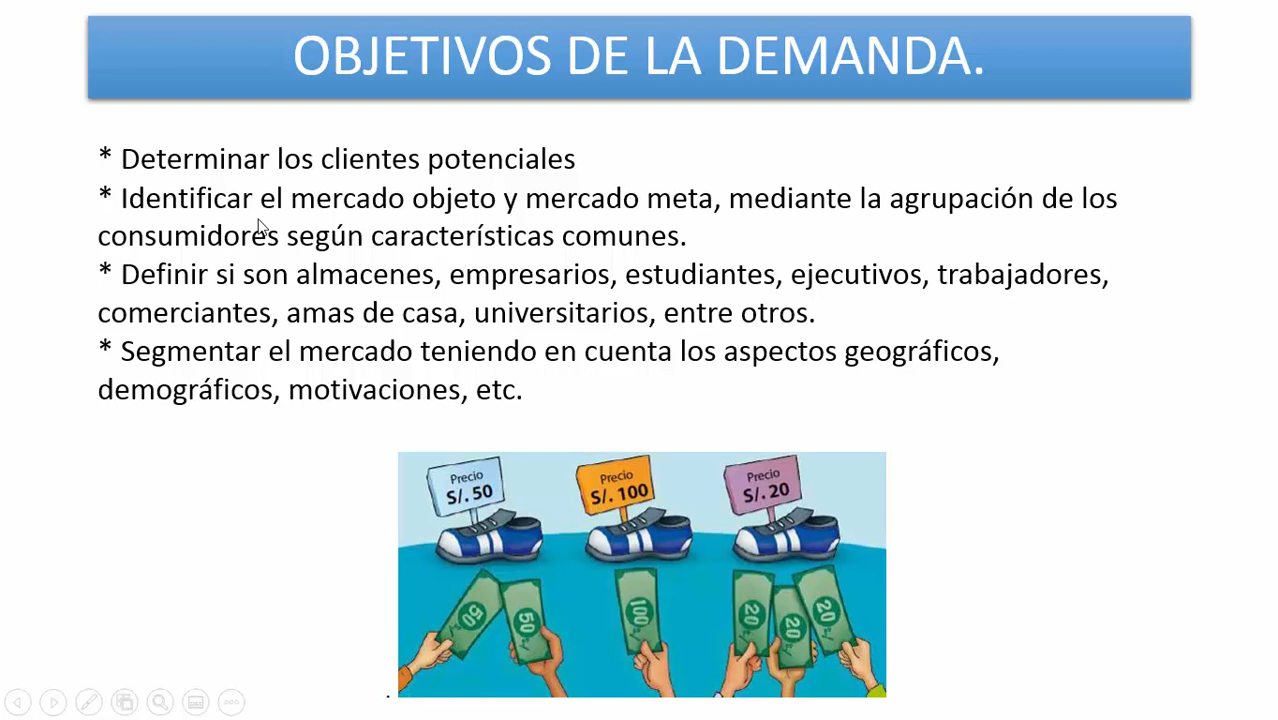 OBJETIVOS DE LA DEMANDA.
* Determinar los clientes potenciales
* Identificar el mercado objeto y mercado meta, mediante la agrupación de los
consumidores según características comunes.
* Definir si son almacenes, empresarios, estudiantes, ejecutivos, trabajadores,
comerciantes, amas de casa, universitarios, entre otros.
* Segmentar el mercado teniendo en cuenta los aspectos geográficos,
demográficos, motivaciones, etc.
Precio
S/. 50
Precio
S/. 100
Precio
S/. 20
50
50
100
20
20
20